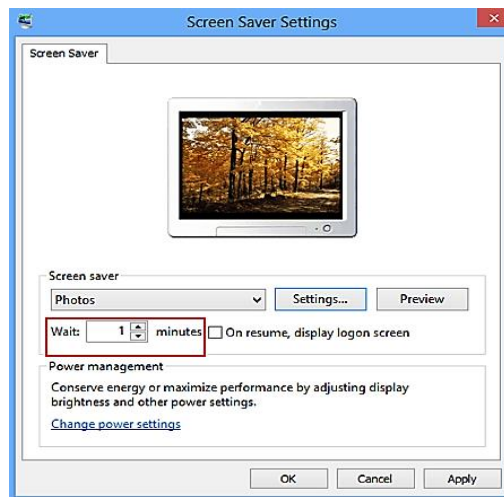 Screen Saver Settings
Screen Saver
Screen saver
Photos
Settings...
Preview
Wait: 1 minutes
On resume, display logon screen
Power management
Conserve energy or maximize performance by adjusting display
brightness and other power settings.
Change power settings
OK
Cancel
Apply